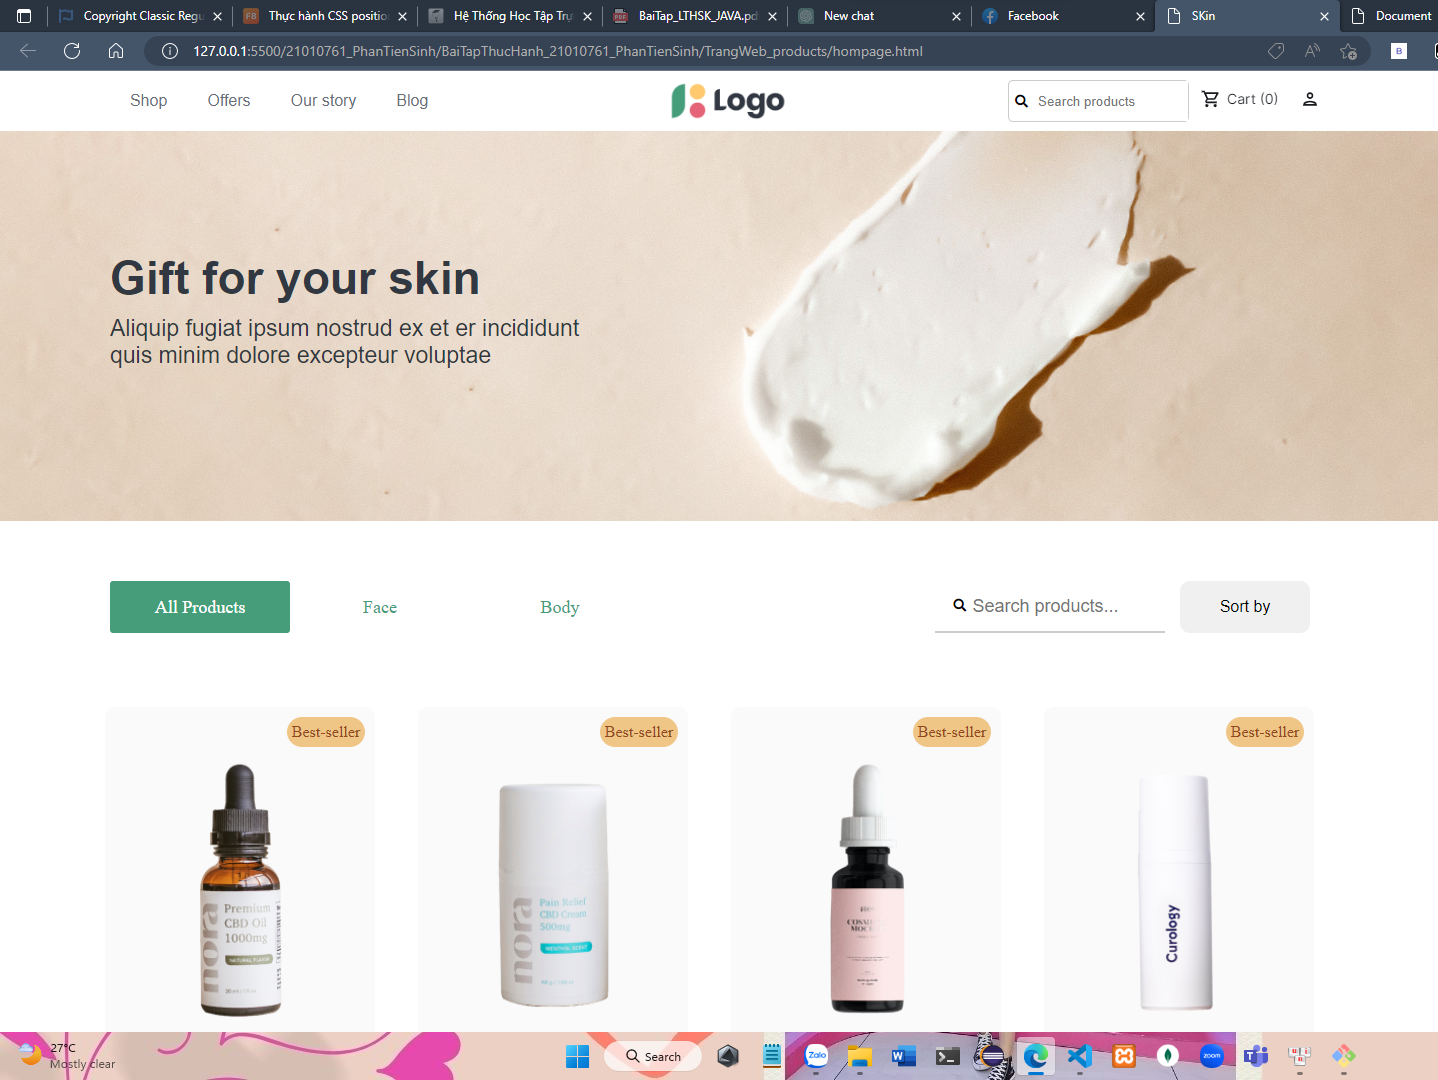 Copyright Classic Regu
Thực hành CSS position
Hệ Thống Học Tập Trự
BaiTap_LTHSK_JAVA.pd
New chat
Facebook
SKin
Document
127.0.0.1:5500/21010761_PhanTienSinh/BaiTapThucHanh_21010761_PhanTienSinh/TrangWeb_products/hompage.html
Shop
Offers
Our story
Blog
Logo
Search products
Cart (0)
Gift for your skin
Aliquip fugiat ipsum nostrud ex et er incididunt
quis minim dolore excepteur voluptae
All Products
Face
Body
Search products...
Sort by
Best-seller
Best-seller
Best-seller
Best-seller
nora
Premium
CBD Oil
1000mg
NATURAL FLAVOR
nora
Pain Relief
CBD Cream
500mg
MENTHOL SCENT
Curology
27°C
Mostly clear
Search
Zalo
zoom